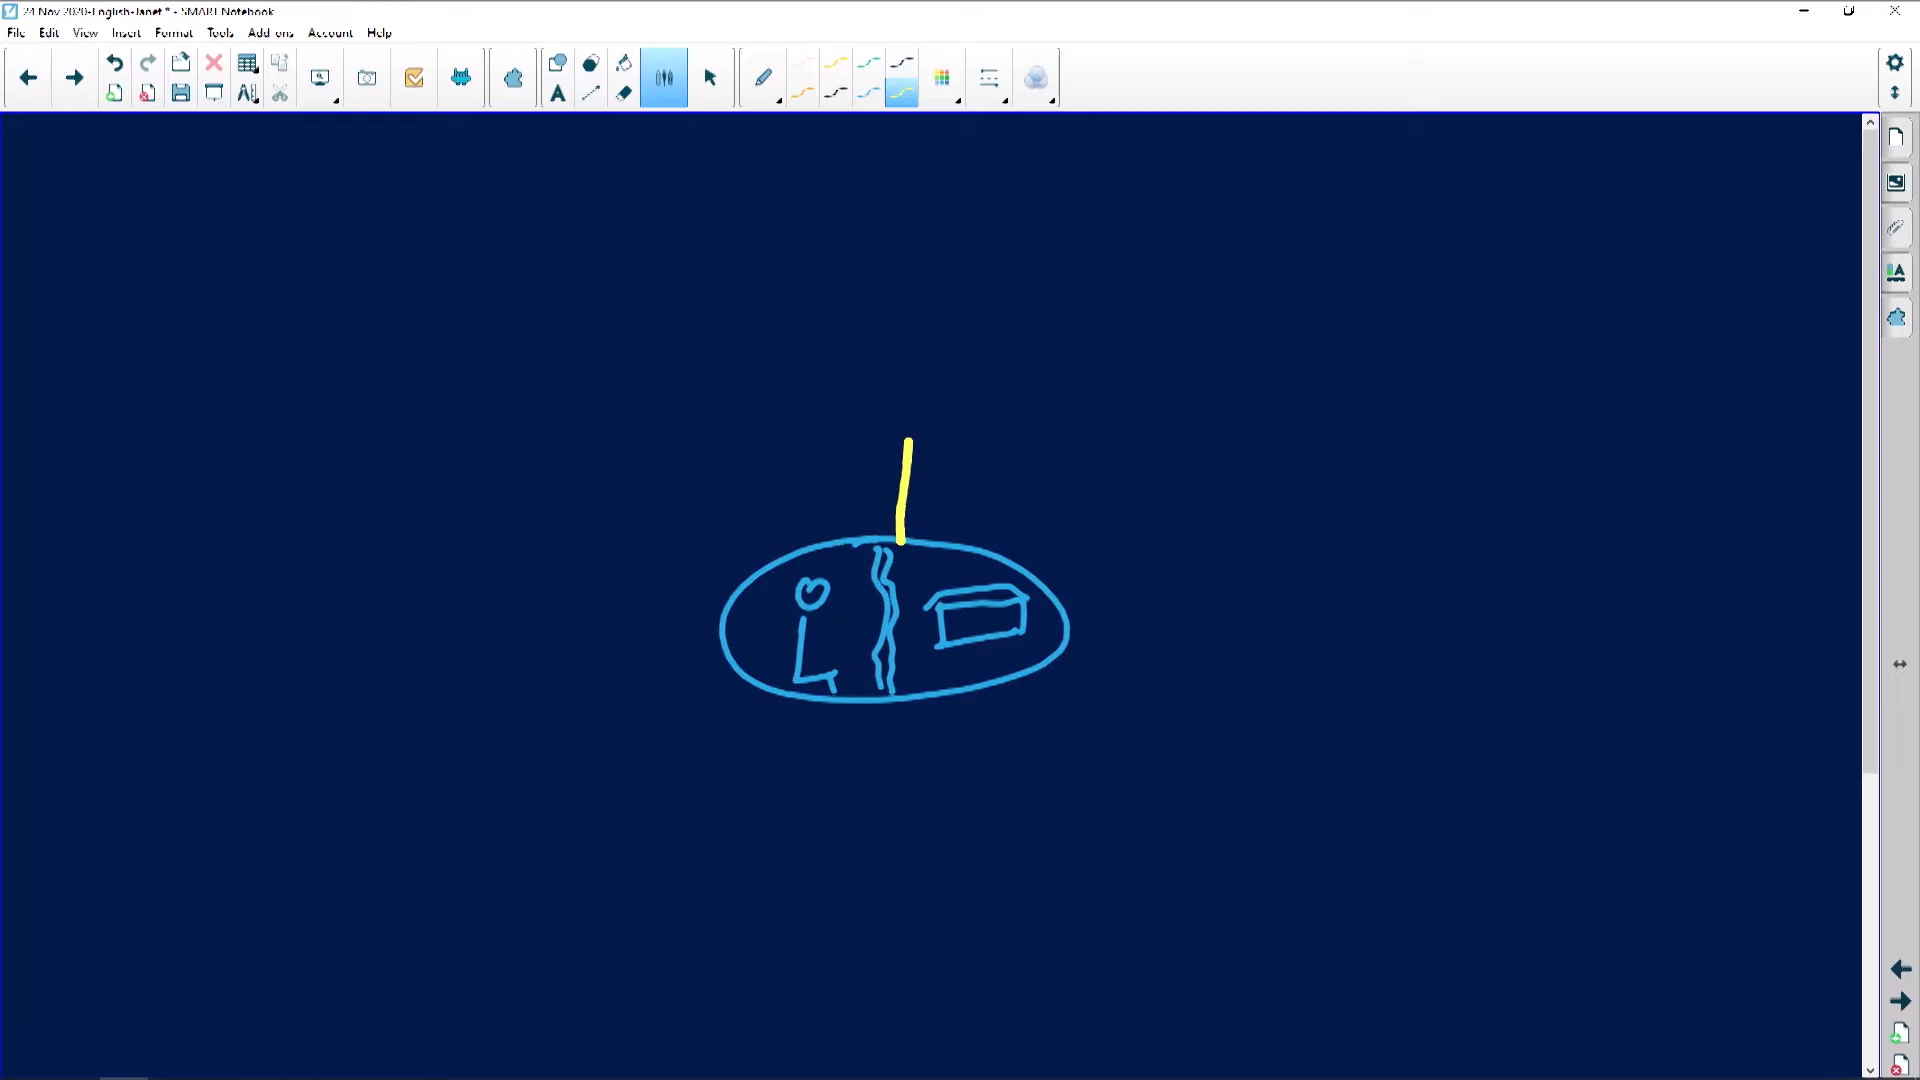 24 Nov 2020-English-Janet * - SMART Notebook
File Edit View Insert Format Tools Add-ons Account Help